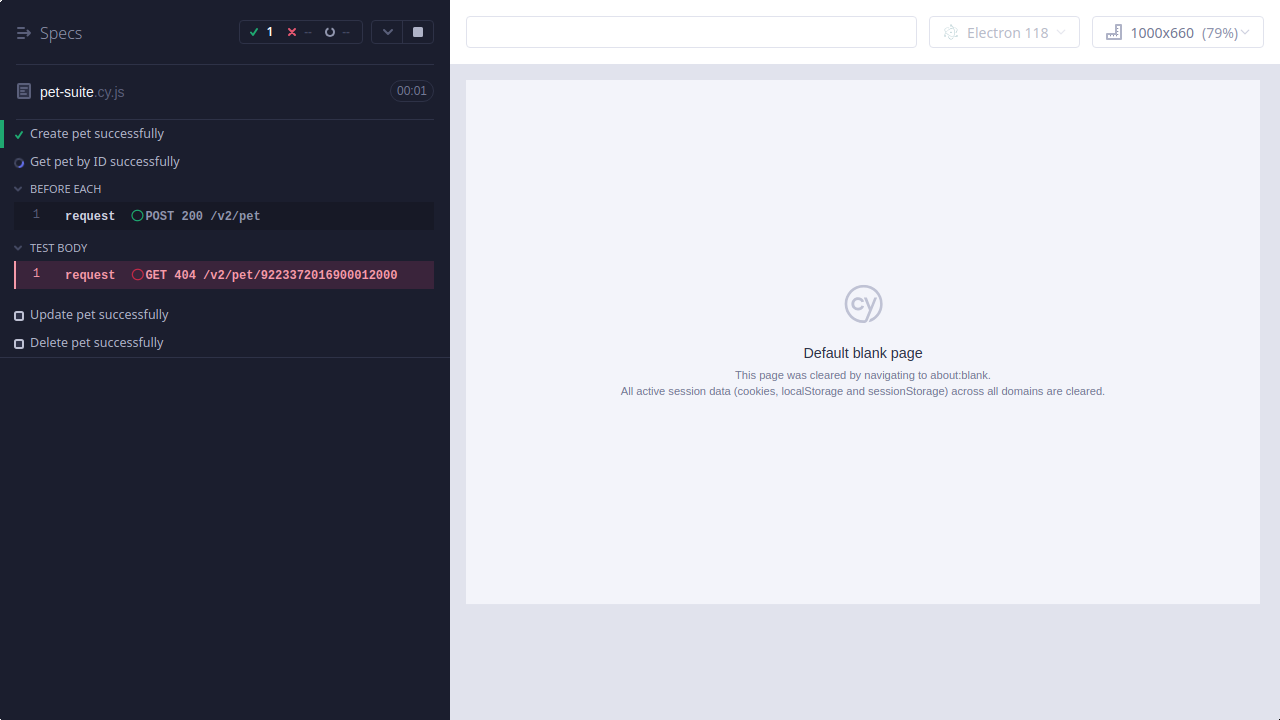 Specs
1
--
--
pet-suite.cy.js
00:01
Create pet successfully
Get pet by ID successfully
BEFORE EACH
1 request POST 200 /v2/pet
TEST BODY
1 request GET 404 /v2/pet/9223372016900012000
Update pet successfully
Delete pet successfully
Electron 118
1000x660 (79%)
cy
Default blank page
This page was cleared by navigating to about:blank.
All active session data (cookies, localStorage and sessionStorage) across all domains are cleared.